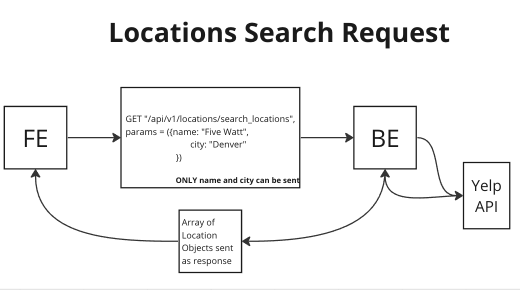 Locations Search Request
FE
GET "/api/v1/locations/search_locations",
params = ({name: "Five Watt",
city: "Denver"
})
ONLY name and city can be sent
BE
Yelp
API
Array of
Location
Objects sent
as response